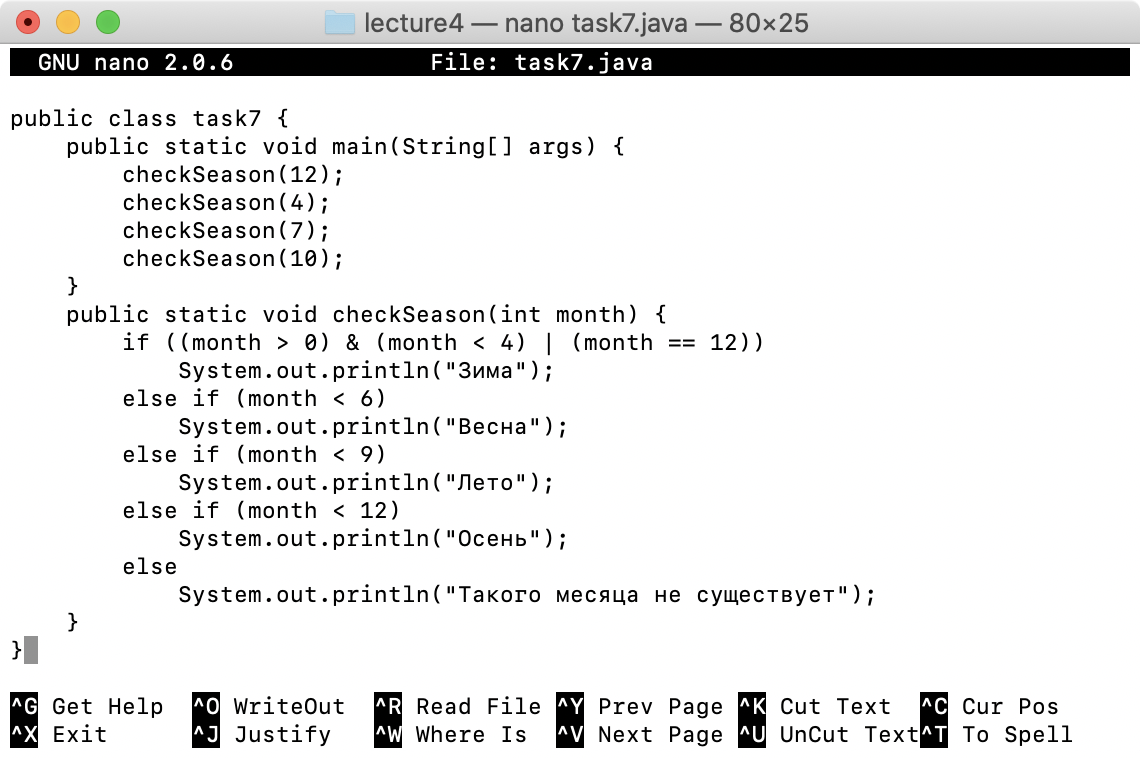 lecture4 — nano task7.java — 80×25
GNU nano 2.0.6 File: task7.java
public class task7 {
    public static void main(String[] args) {
        checkSeason(12);
        checkSeason(4);
        checkSeason(7);
        checkSeason(10);
    }
    public static void checkSeason(int month) {
        if ((month > 0) & (month < 4) | (month == 12))
            System.out.println("Зима");
        else if (month < 6)
            System.out.println("Весна");
        else if (month < 9)
            System.out.println("Лето");
        else if (month < 12)
            System.out.println("Осень");
        else
            System.out.println("Такого месяца не существует");
    }
}
^G Get Help ^O WriteOut ^R Read File ^Y Prev Page ^K Cut Text ^C Cur Pos
^X Exit ^J Justify ^W Where Is ^V Next Page ^U UnCut Text ^T To Spell